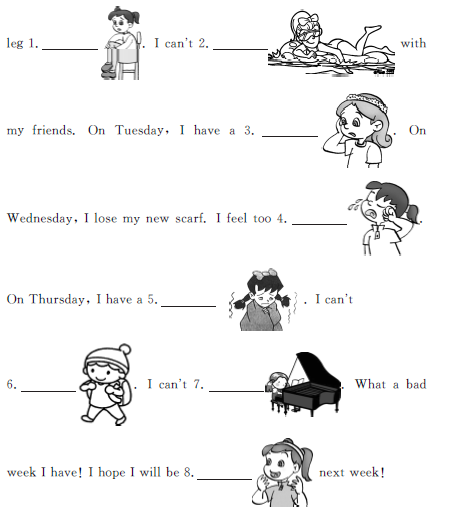 leg 1. ________ . I can't 2. ________ with
my friends. On Tuesday, I have a 3. ________ . On
Wednesday, I lose my new scarf. I feel too 4. ________ .
On Thursday, I have a 5. ________ . I can't
6. ________ . I can't 7. ________ . What a bad
week I have! I hope I will be 8. ________ next week!